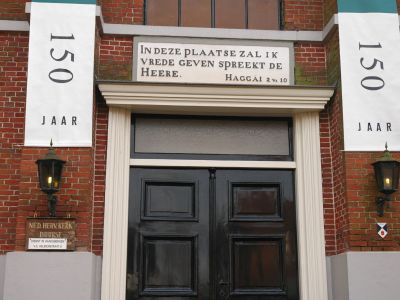 150
JAAR
IN DEZE PLAATSE ZAL IK
VREDE GEVEN SPREEKT DE
HEERE. HAGGAI 2 VS 10
150
JAAR
NED. HERV. KERK